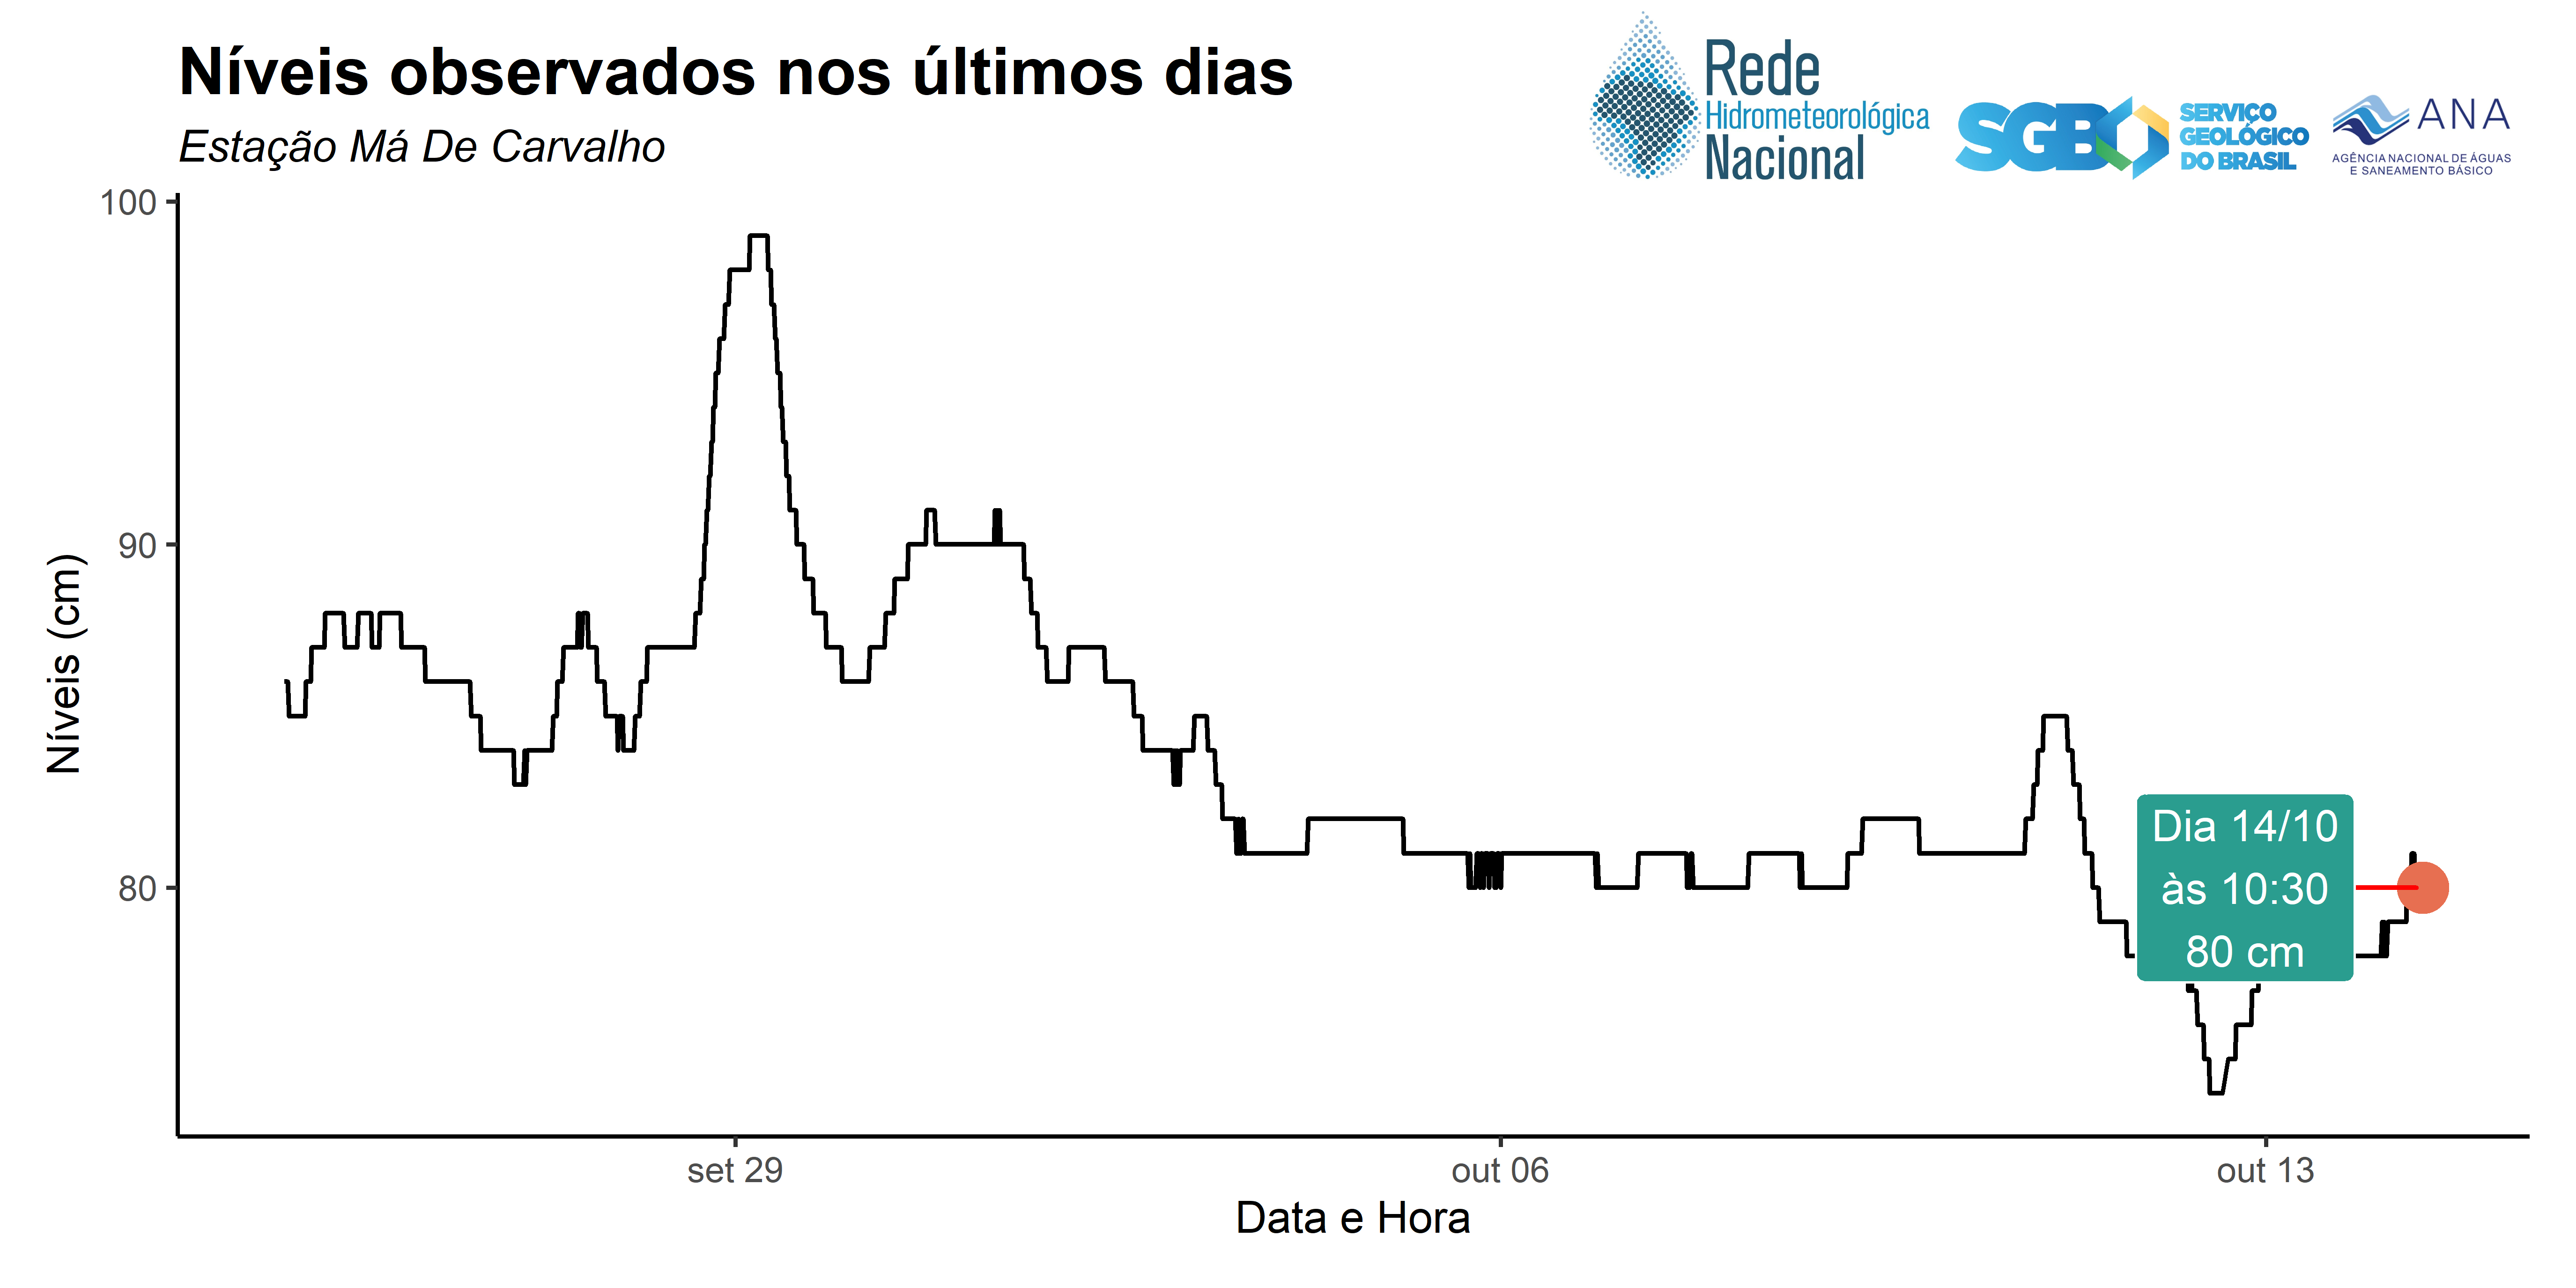 Níveis observados nos últimos dias
Estação Má De Carvalho
Rede
Hidrometeorológica
Nacional
SGB
SERVIÇO
GEOLÓGICO
DO BRASIL
ANA
AGÊNCIA NACIONAL DE ÁGUAS
E SANEAMENTO BÁSICO
100
90
80
Níveis (cm)
Dia 14/10
às 10:30
80 cm
set 29
out 06
out 13
Data e Hora